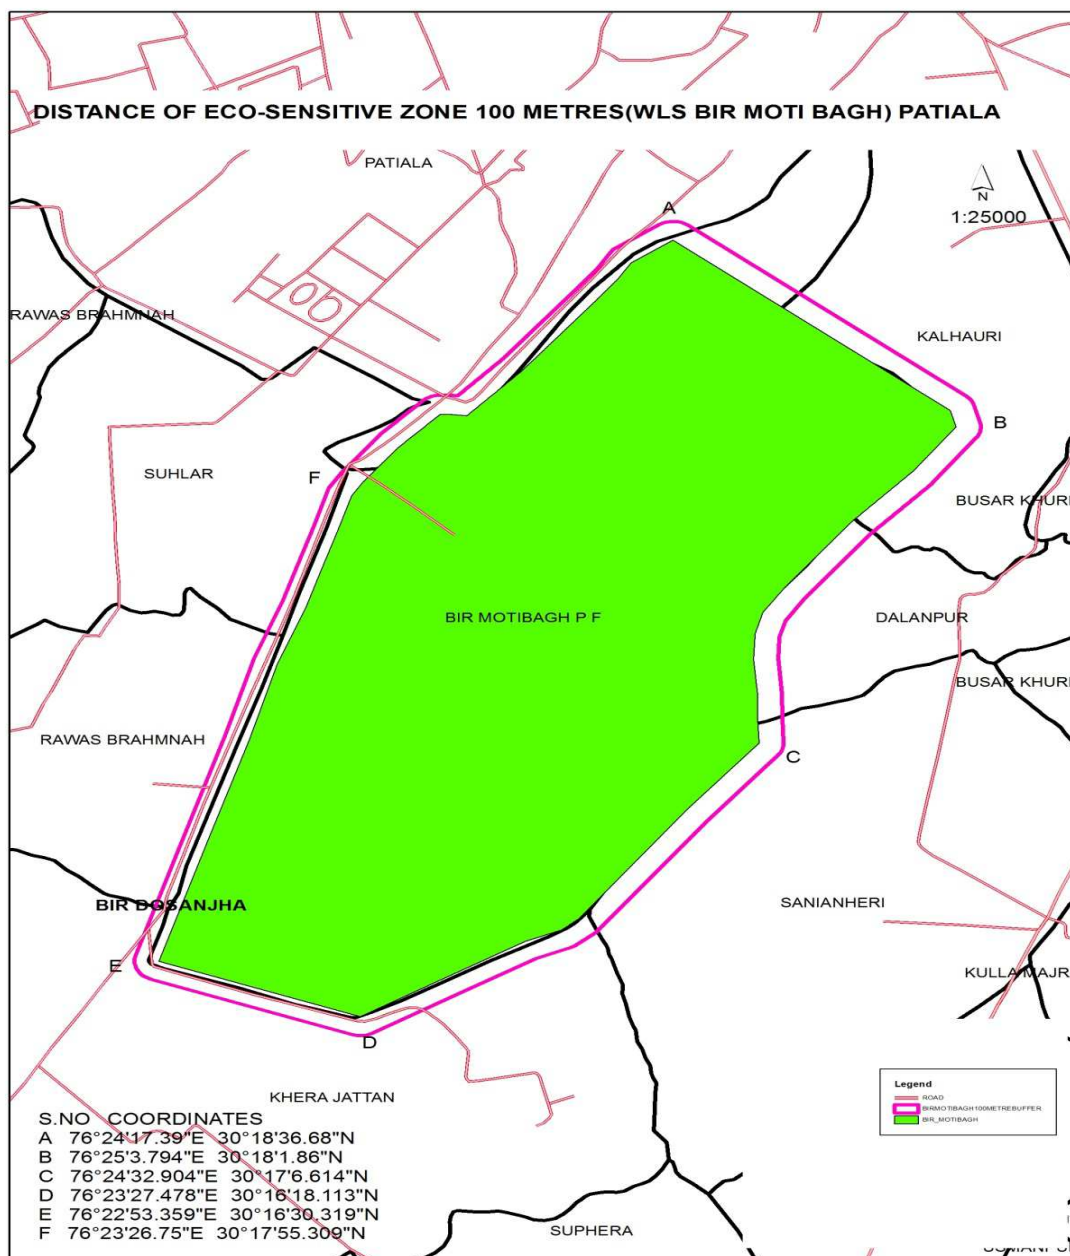 DISTANCE OF ECO-SENSITIVE ZONE 100 METRES(WLS BIR MOTI BAGH) PATIALA
PATIALA
A
N
1:25000
RAWAS BRAHMNAH
KALHAURI
B
SUHLAR
F
BUSAR KHURD
BIR MOTIBAGH P F
DALANPUR
BUSAR KHURD
RAWAS BRAHMNAH
C
BIR DOSANJHA
SANIANHERI
E
KULLA MAJR
D
Legend
ROAD
BIRMOTIBAGH100METREBUFFER
BIR_MOTIBAGH
KHERA JATTAN
S.NO COORDINATES
A 76°24'17.39"E 30°18'36.68"N
B 76°25'3.794"E 30°18'1.86"N
C 76°24'32.904"E 30°17'6.614"N
D 76°23'27.478"E 30°16'18.113"N
E 76°22'53.359"E 30°16'30.319"N
F 76°23'26.75"E 30°17'55.309"N
SUPHERA